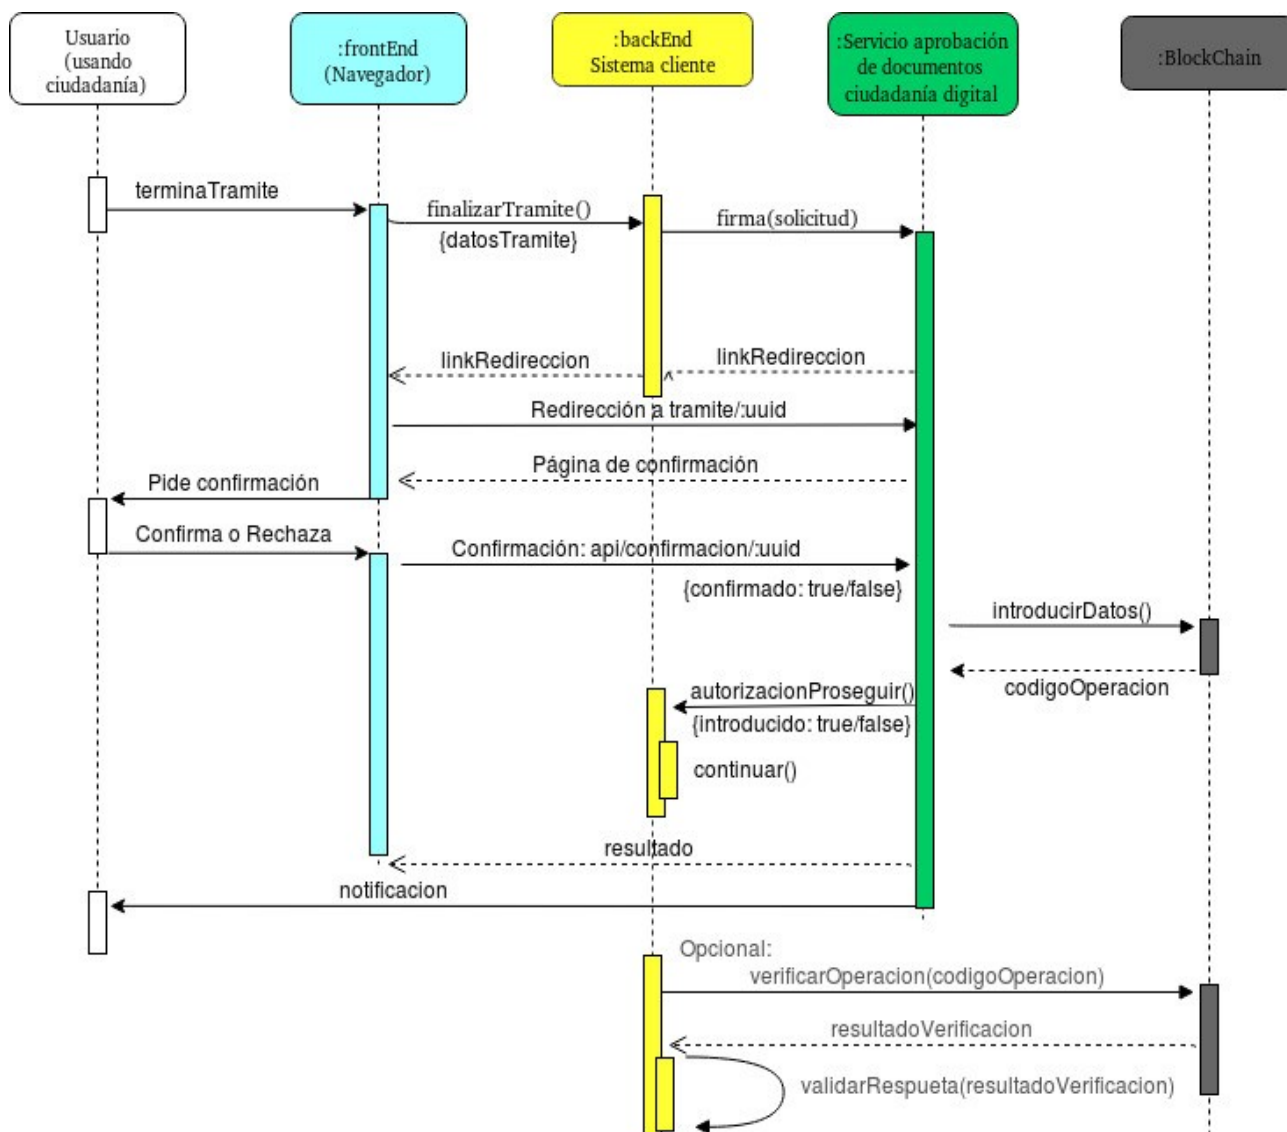 Usuario
(usando
ciudadanía)
:frontEnd
(Navegador)
:backEnd
Sistema cliente
:Servicio aprobación
de documentos
ciudadanía digital
:BlockChain
terminaTramite
finalizarTramite()
{datosTramite}
firma(solicitud)
linkRedireccion
linkRedireccion
Redirección a tramite/:uuid
Página de confirmación
Pide confirmación
Confirma o Rechaza
Confirmación: api/confirmacion/:uuid
{confirmado: true/false}
introducirDatos()
codigoOperacion
autorizacionProseguir()
{introducido: true/false}
continuar()
resultado
notificacion
Opcional:
verificarOperacion(codigoOperacion)
resultadoVerificacion
validarRespueta(resultadoVerificacion)